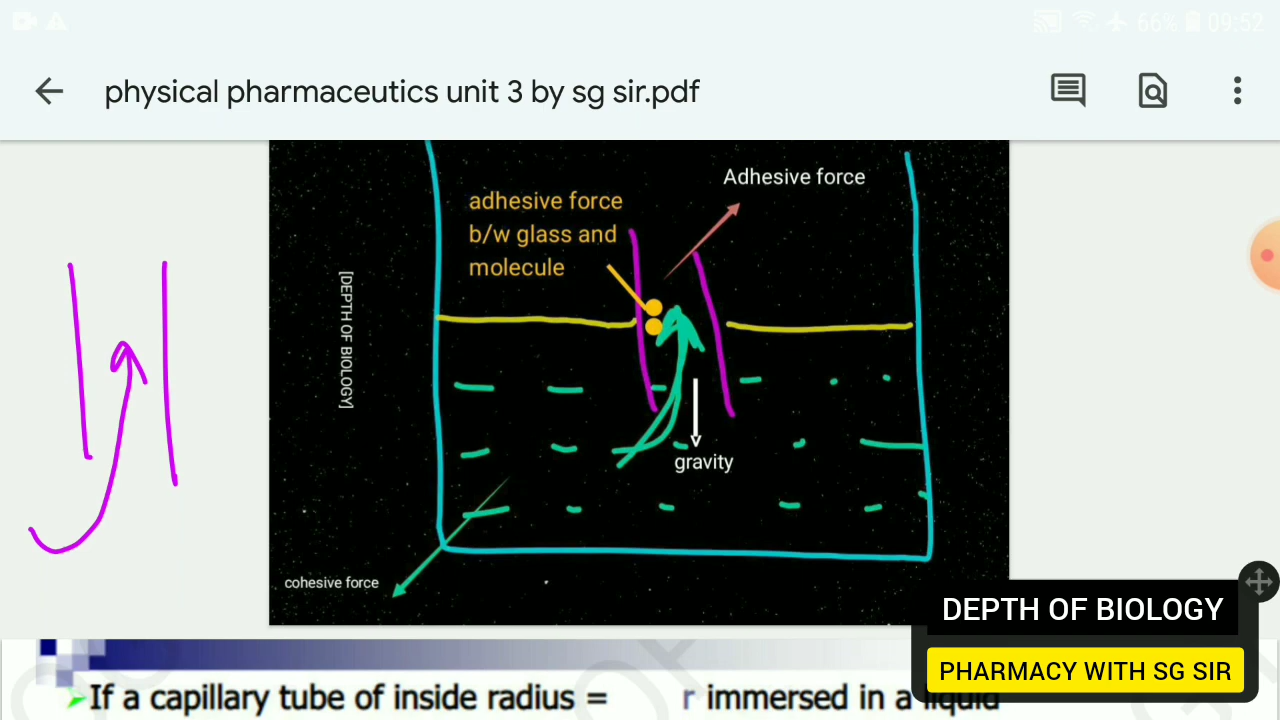 66% 09:52
physical pharmaceutics unit 3 by sg sir.pdf
Adhesive force
adhesive force
b/w glass and
molecule
[DEPTH OF BIOLOGY]
gravity
cohesive force
DEPTH OF BIOLOGY
PHARMACY WITH SG SIR
If a capillary tube of inside radius = r immersed in a liquid